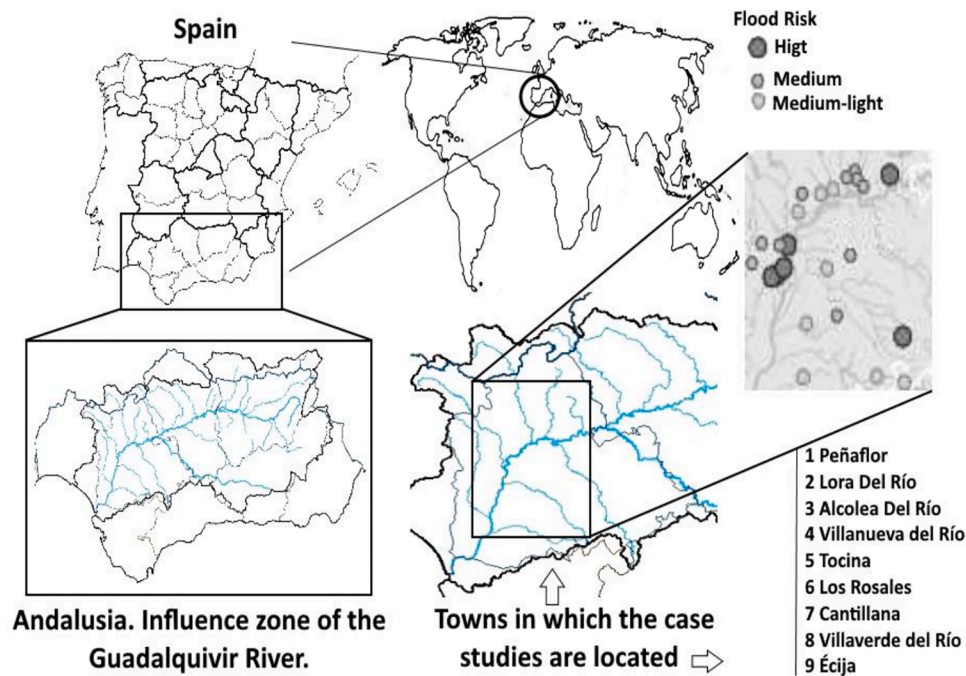 Spain
Flood Risk
Higt
Medium
Medium-light
Andalusia. Influence zone of the
Guadalquivir River.
Towns in which the case
studies are located
1 Peñaflor
2 Lora Del Río
3 Alcolea Del Río
4 Villanueva del Río
5 Tocina
6 Los Rosales
7 Cantillana
8 Villaverde del Río
9 Écija